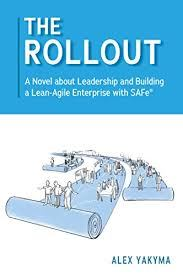 THE
ROLLOUT
A Novel about Leadership and Building
a Lean-Agile Enterprise with SAFe®
ALEX YAKYMA